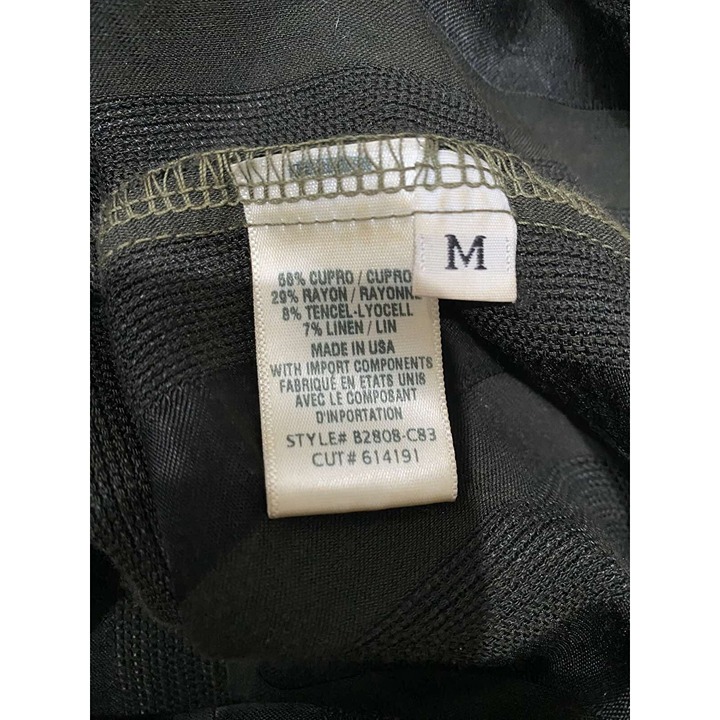 56% CUPRO / CUPRO
29% RAYON / RAYONNE
8% TENCEL-LYOCELL
7% LINEN / LIN
MADE IN USA
WITH IMPORT COMPONENTS
FABRIQUÉ EN ETATS UNIS
AVEC LE COMPOSANT
D'INPORTATION
STYLE# B2808-C83
CUT# 614191
M